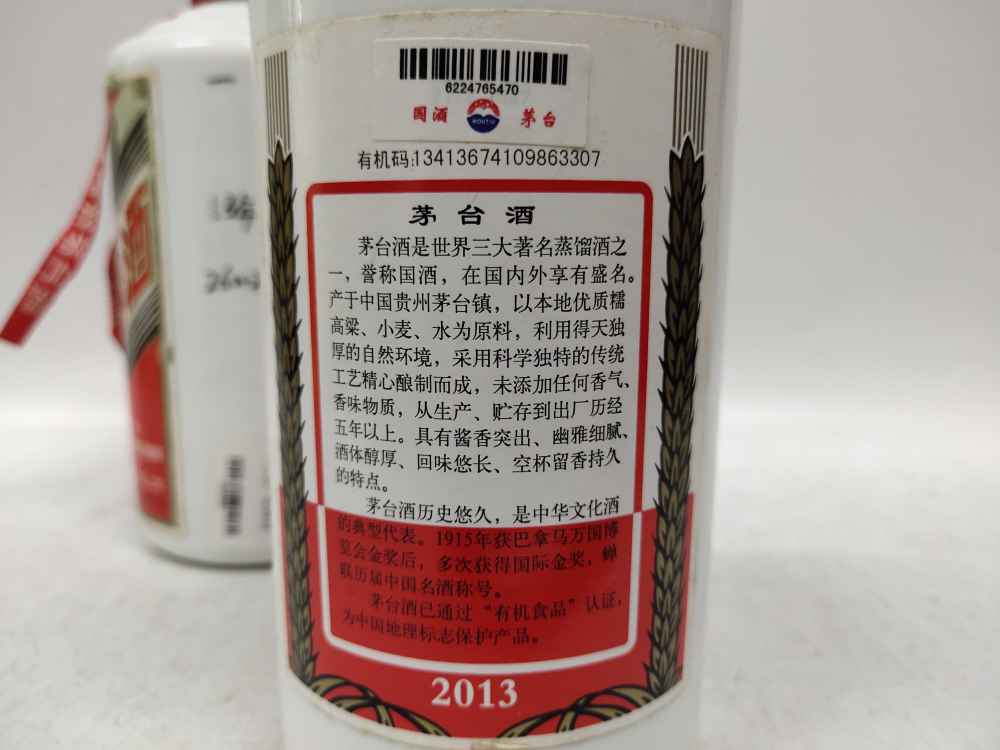 6224765470
国酒 MOUTAI 茅台
有机码:13413674109863307
茅台酒
茅台酒是世界三大著名蒸馏酒之
一,誉称国酒,在国内外享有盛名。
产于中国贵州茅台镇,以本地优质糯
高粱、小麦、水为原料,利用得天独
厚的自然环境,采用科学独特的传统
工艺精心酿制而成,未添加任何香气、
香味物质,从生产、贮存到出厂历经
五年以上。具有酱香突出、幽雅细腻、
酒体醇厚、回味悠长、空杯留香持久
的特点。
茅台酒历史悠久,是中华文化酒
的典型代表。1915年获巴拿马万国博
览会金奖后,多次获得国际金奖,蝉
联历届中国名酒称号。
茅台酒已通过“有机食品”认证,
为中国地理标志保护产品。
2013
酒